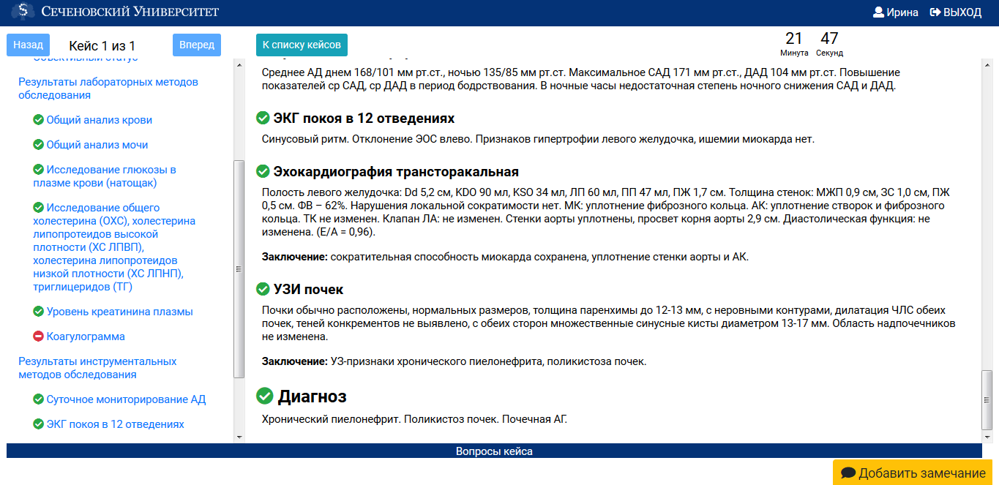 Сеченовский Университет
Ирина
ВЫХОД
Назад
Кейс 1 из 1
Вперед
К списку кейсов
21 47
Минута Секунд
Объективный статус
Результаты лабораторных методов
обследования
Общий анализ крови
Общий анализ мочи
Исследование глюкозы в
плазме крови (натощак)
Исследование общего
холестерина (ОХС), холестерина
липопротеидов высокой
плотности (ХС ЛПВП),
холестерина липопротеидов
низкой плотности (ХС ЛПНП),
триглицеридов (ТГ)
Уровень креатинина плазмы
Коагулограмма
Результаты инструментальных
методов обследования
Суточное мониторирование АД
ЭКГ покоя в 12 отведениях
Среднее АД днем 168/101 мм рт.ст., ночью 135/85 мм рт.ст. Максимальное САД 171 мм рт.ст., ДАД 104 мм рт.ст. Повышение
показателей ср САД, ср ДАД в период бодрствования. В ночные часы недостаточная степень ночного снижения САД и ДАД.
ЭКГ покоя в 12 отведениях
Синусовый ритм. Отклонение ЭОС влево. Признаков гипертрофии левого желудочка, ишемии миокарда нет.
Эхокардиография трансторакальная
Полость левого желудочка: Dd 5,2 см, KDO 90 мл, KSO 34 мл, ЛП 60 мл, ПП 47 мл, ПЖ 1,7 см. Толщина стенок: МЖП 0,9 см, ЗС 1,0 см, ПЖ
0,5 см. ФВ – 62%. Нарушения локальной сократимости нет. МК: уплотнение фиброзного кольца. АК: уплотнение створок и фиброзного
кольца. ТК не изменен. Клапан ЛА: не изменен. Стенки аорты уплотнены, просвет корня аорты 2,9 см. Диастолическая функция: не
изменена. (Е/А = 0,96).
Заключение: сократительная способность миокарда сохранена, уплотнение стенки аорты и АК.
УЗИ почек
Почки обычно расположены, нормальных размеров, толщина паренхимы до 12-13 мм, с неровными контурами, дилатация ЧЛС обеих
почек, теней конкрементов не выявлено, с обеих сторон множественные синусные кисты диаметром 13-17 мм. Область надпочечников
не изменена.
Заключение: УЗ-признаки хронического пиелонефрита, поликистоза почек.
Диагноз
Хронический пиелонефрит. Поликистоз почек. Почечная АГ.
Вопросы кейса
Добавить замечание